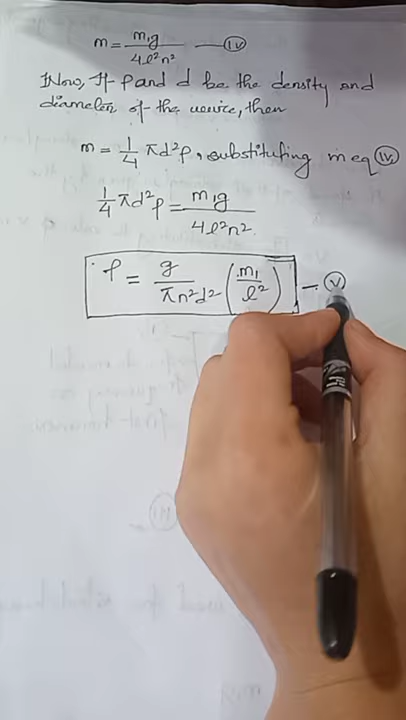 m = m₁g / 4l²n² — (iv)
Now, If ρ and d be the density and
diameter of the wire, then
m = 1/4 πd²ρ, substituting in eq (iv)
1/4 πd²ρ = m₁g / 4l²n²
ρ = g / πn²d² (m₁ / l²) — (v)